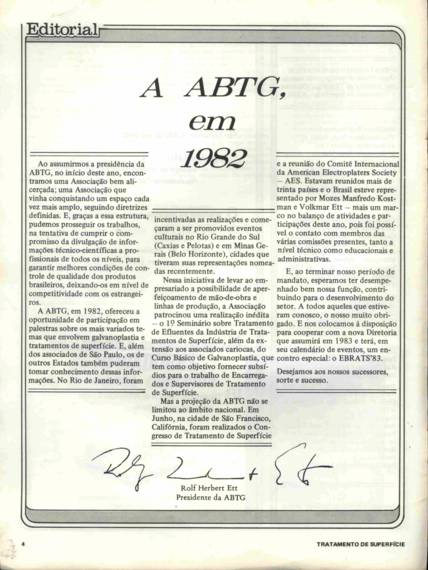 Editorial
A ABTG,
em
1982
Ao assumirmos a presidência da
ABTG, no início deste ano, encon-
tramos uma Associação bem ali-
cerçada; uma Associação que
vinha conquistando um espaço cada
vez mais amplo, seguindo diretrizes
definidas. E, graças a essa estrutura,
pudemos prosseguir os trabalhos,
na tentativa de cumprir o com-
promisso da divulgação de infor-
mações técnico-científicas a pro-
fissionais de todos os níveis, para
garantir melhores condições de con-
trole de qualidade dos produtos
brasileiros, deixando-os em nível de
competitividade com os estrangei-
ros.
A ABTG, em 1982, ofereceu a
oportunidade de participação em
palestras sobre os mais variados te-
mas que envolvem galvanoplastia e
tratamentos de superfície. E, além
dos associados de São Paulo, os de
outros Estados também puderam
tomar conhecimento dessas infor-
mações. No Rio de Janeiro, foram
incentivadas as realizações e come-
çaram a ser promovidos eventos
culturais no Rio Grande do Sul
(Caxias e Pelotas) e em Minas Ge-
rais (Belo Horizonte), cidades que
tiveram suas representações nomea-
das recentemente.
Nessa iniciativa de levar ao em-
presariado a possibilidade de aper-
feiçoamento de mão-de-obra e
linhas de produção, a Associação
patrocinou uma realização inédita
— o 1º Seminário sobre Tratamento
de Efluentes da Indústria de Trata-
mentos de Superfície, além da ex-
tensão aos associados cariocas, do
Curso Básico de Galvanoplastia, que
tem como objetivo fornecer subsí-
dios para o trabalho de Encarrega-
dos e Supervisores de Tratamento
de Superfície.
Mas a projeção da ABTG não se
limitou ao âmbito nacional. Em
Junho, na cidade de São Francisco,
Califórnia, foram realizados o Con-
gresso de Tratamento de Superfície
e a reunião do Comitê Internacional
da American Electroplaters Society
— AES. Estavam reunidos mais de
trinta países e o Brasil esteve repre-
sentado por Mozes Manfredo Kost-
man e Volkmar Ett — mais um mar-
co no balanço de atividades e par-
ticipações deste ano, pois foi possí-
vel o contato com membros das
várias comissões presentes, tanto a
nível técnico como educacionais e
administrativas.
E, ao terminar nosso período de
mandato, esperamos ter desempe-
nhado bem nossa função, contri-
buindo para o desenvolvimento do
setor. A todos aqueles que estive-
ram conosco, o nosso muito obri-
gado. E nos colocamos à disposição
para cooperar com a nova Diretoria
que assumirá em 1983 e terá, em
seu calendário de eventos, um en-
contro especial: o EBRATS'83.
Desejamos aos nossos sucessores,
sorte e sucesso.
Rolf Herbert Ett
Presidente da ABTG
4
TRATAMENTO DE SUPERFÍCIE